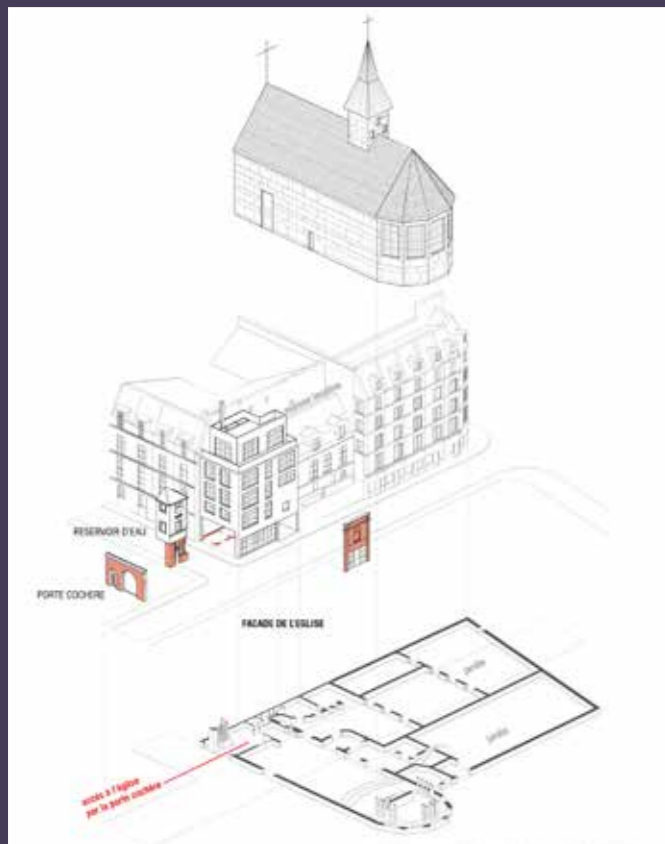 RESERVOIR D'EAU
PORTE COCHERE
FACADE DE L'EGLISE
jardin
jardin
accès à l'église
par la porte cochère